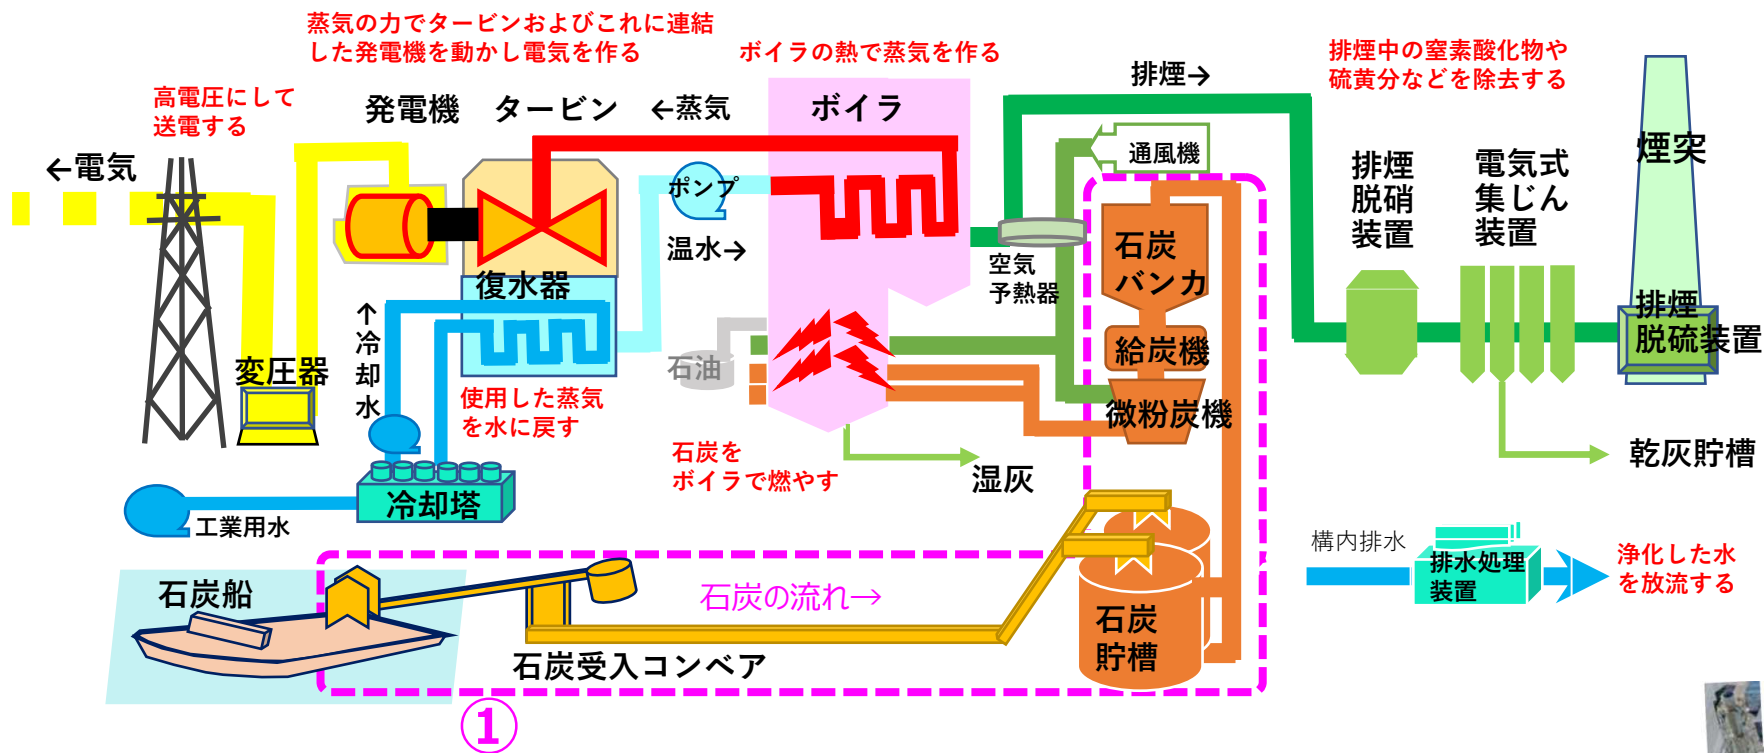 蒸気の力でタービンおよびこれに連結
した発電機を動かし電気を作る
ボイラの熱で蒸気を作る
排煙中の窒素酸化物や
硫黄分などを除去する
高電圧にして
送電する
発電機
タービン
←蒸気
ボイラ
排煙→
通風機
煙突
←電気
ポンプ
温水→
排煙
脱硝
装置
電気式
集じん
装置
石炭
バンカ
空気
予熱器
復水器
↑冷却水
変圧器
石油
給炭機
微粉炭機
排煙
脱硫装置
使用した蒸気
を水に戻す
石炭を
ボイラで燃やす
湿灰
乾灰貯槽
冷却塔
工業用水
構内排水
排水処理
装置
浄化した水
を放流する
石炭船
石炭の流れ→
石炭受入コンベア
石炭
貯槽
①